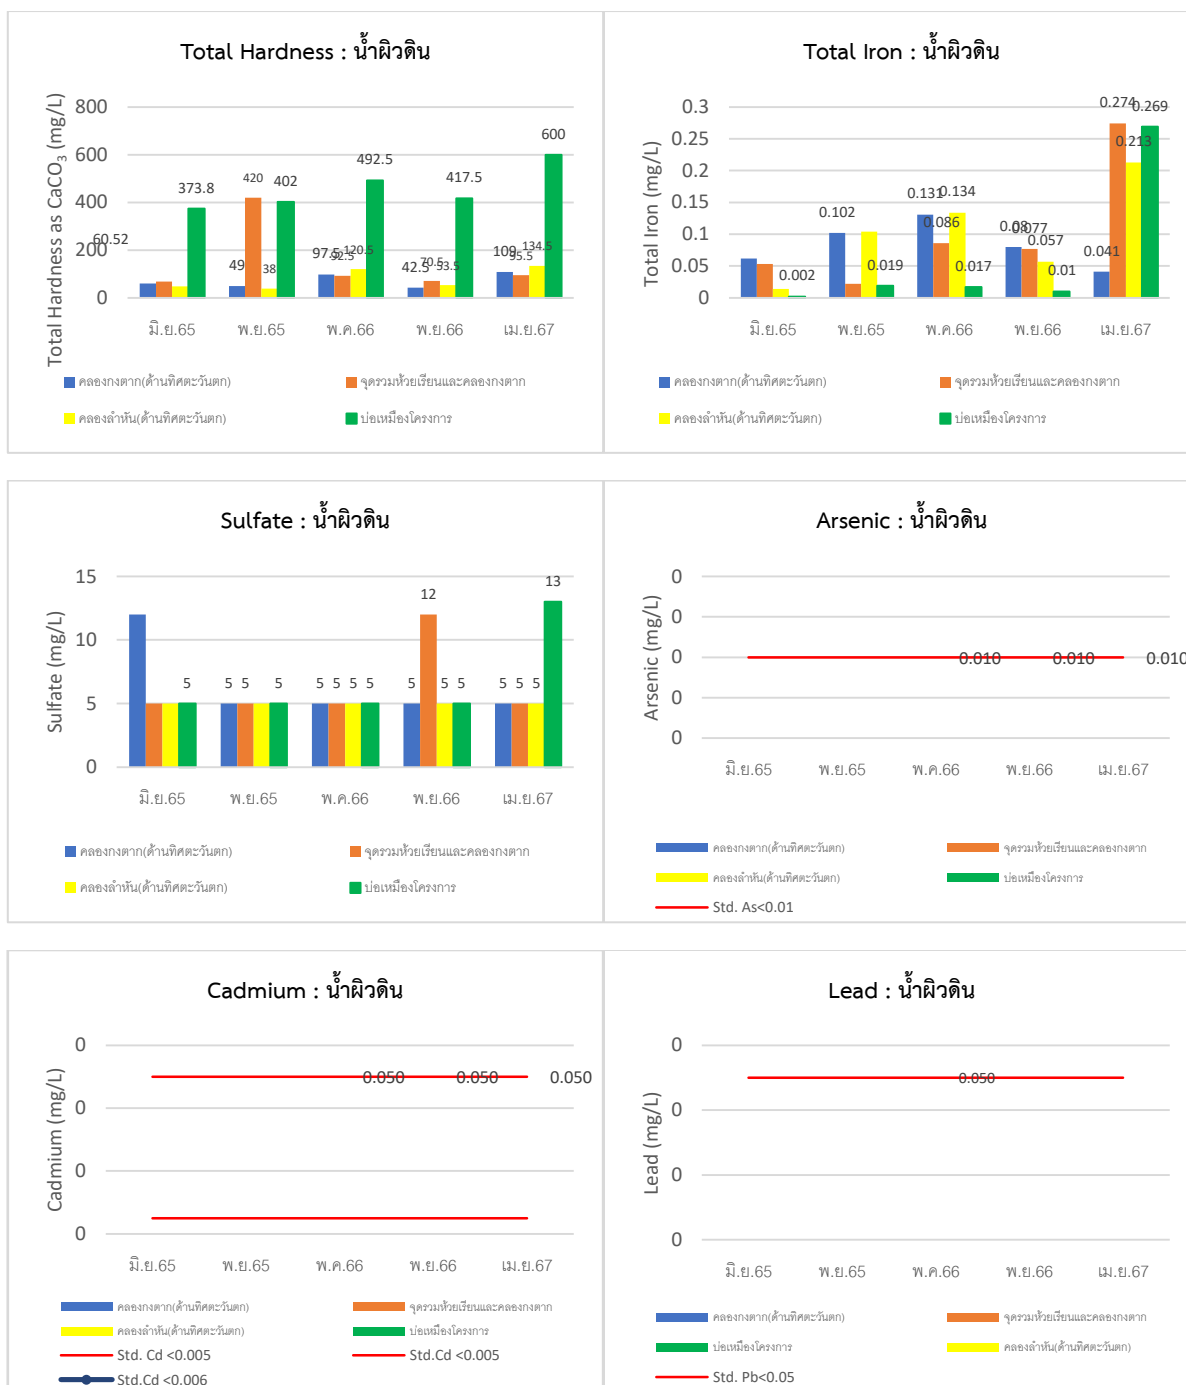 Total Hardness : น้ำผิวดิน
Total Hardness as CaCO₃ (mg/L)
800
600
400
200
0
60.52
373.8
49
420
38
402
97.5
92.5
120.5
492.5
42.5
70.5
53.5
417.5
109
95.5
134.5
600
มิ.ย.65 พ.ย.65 พ.ค.66 พ.ย.66 เม.ย.67
คลองกงตาก(ด้านทิศตะวันตก) จุดรวมห้วยเรียนและคลองกงตาก
คลองลำหัน(ด้านทิศตะวันตก) บ่อเหมืองโครงการ
Total Iron : น้ำผิวดิน
Total Iron (mg/L)
0.3
0.25
0.2
0.15
0.1
0.05
0
0.002
0.102
0.019
0.131
0.086
0.134
0.017
0.08
0.077
0.057
0.01
0.041
0.274
0.213
0.269
มิ.ย.65 พ.ย.65 พ.ค.66 พ.ย.66 เม.ย.67
คลองกงตาก(ด้านทิศตะวันตก) จุดรวมห้วยเรียนและคลองกงตาก
คลองลำหัน(ด้านทิศตะวันตก) บ่อเหมืองโครงการ
Sulfate : น้ำผิวดิน
Sulfate (mg/L)
15
10
5
0
5
5 5 5
5 5 5 5
5 12 5 5
5 5 5 13
มิ.ย.65 พ.ย.65 พ.ค.66 พ.ย.66 เม.ย.67
คลองกงตาก(ด้านทิศตะวันตก) จุดรวมห้วยเรียนและคลองกงตาก
คลองลำหัน(ด้านทิศตะวันตก) บ่อเหมืองโครงการ
Arsenic : น้ำผิวดิน
Arsenic (mg/L)
0
0
0
0
0
0.010 0.010 0.010
มิ.ย.65 พ.ย.65 พ.ค.66 พ.ย.66 เม.ย.67
คลองกงตาก(ด้านทิศตะวันตก) จุดรวมห้วยเรียนและคลองกงตาก
คลองลำหัน(ด้านทิศตะวันตก) บ่อเหมืองโครงการ
Std. As<0.01
Cadmium : น้ำผิวดิน
Cadmium (mg/L)
0
0
0
0
0.050 0.050 0.050
มิ.ย.65 พ.ย.65 พ.ค.66 พ.ย.66 เม.ย.67
คลองกงตาก(ด้านทิศตะวันตก) จุดรวมห้วยเรียนและคลองกงตาก
คลองลำหัน(ด้านทิศตะวันตก) บ่อเหมืองโครงการ
Std. Cd <0.005 Std.Cd <0.005
Std.Cd <0.006
Lead : น้ำผิวดิน
Lead (mg/L)
0
0
0
0
0.050
มิ.ย.65 พ.ย.65 พ.ค.66 พ.ย.66 เม.ย.67
คลองกงตาก(ด้านทิศตะวันตก) จุดรวมห้วยเรียนและคลองกงตาก
บ่อเหมืองโครงการ คลองลำหัน(ด้านทิศตะวันตก)
Std. Pb<0.05